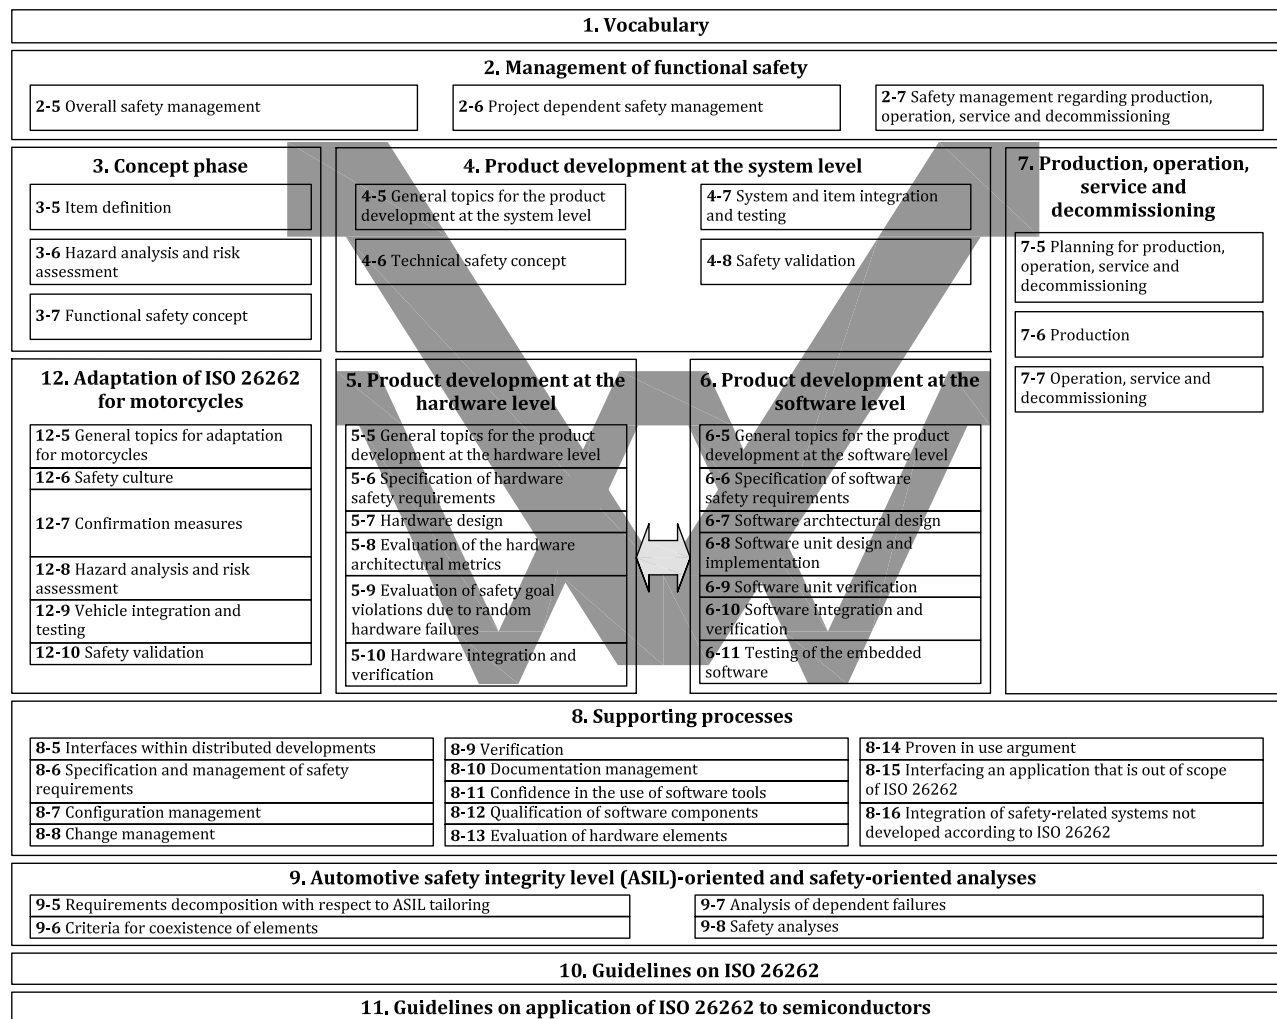 1. Vocabulary
2. Management of functional safety
2-5 Overall safety management
2-6 Project dependent safety management
2-7 Safety management regarding production,
operation, service and decommissioning
3. Concept phase
3-5 Item definition
3-6 Hazard analysis and risk
assessment
3-7 Functional safety concept
4. Product development at the system level
4-5 General topics for the product
development at the system level
4-6 Technical safety concept
4-7 System and item integration
and testing
4-8 Safety validation
7. Production, operation,
service and
decommissioning
7-5 Planning for production,
operation, service and
decommissioning
7-6 Production
7-7 Operation, service and
decommissioning
12. Adaptation of ISO 26262
for motorcycles
12-5 General topics for adaptation
for motorcycles
12-6 Safety culture
12-7 Confirmation measures
12-8 Hazard analysis and risk
assessment
12-9 Vehicle integration and
testing
12-10 Safety validation
5. Product development at the
hardware level
5-5 General topics for the product
development at the hardware level
5-6 Specification of hardware
safety requirements
5-7 Hardware design
5-8 Evaluation of the hardware
architectural metrics
5-9 Evaluation of safety goal
violations due to random
hardware failures
5-10 Hardware integration and
verification
6. Product development at the
software level
6-5 General topics for the product
development at the software level
6-6 Specification of software
safety requirements
6-7 Software archtectural design
6-8 Software unit design and
implementation
6-9 Software unit verification
6-10 Software integration and
verification
6-11 Testing of the embedded
software
8. Supporting processes
8-5 Interfaces within distributed developments
8-6 Specification and management of safety
requirements
8-7 Configuration management
8-8 Change management
8-9 Verification
8-10 Documentation management
8-11 Confidence in the use of software tools
8-12 Qualification of software components
8-13 Evaluation of hardware elements
8-14 Proven in use argument
8-15 Interfacing an application that is out of scope
of ISO 26262
8-16 Integration of safety-related systems not
developed according to ISO 26262
9. Automotive safety integrity level (ASIL)-oriented and safety-oriented analyses
9-5 Requirements decomposition with respect to ASIL tailoring
9-6 Criteria for coexistence of elements
9-7 Analysis of dependent failures
9-8 Safety analyses
10. Guidelines on ISO 26262
11. Guidelines on application of ISO 26262 to semiconductors